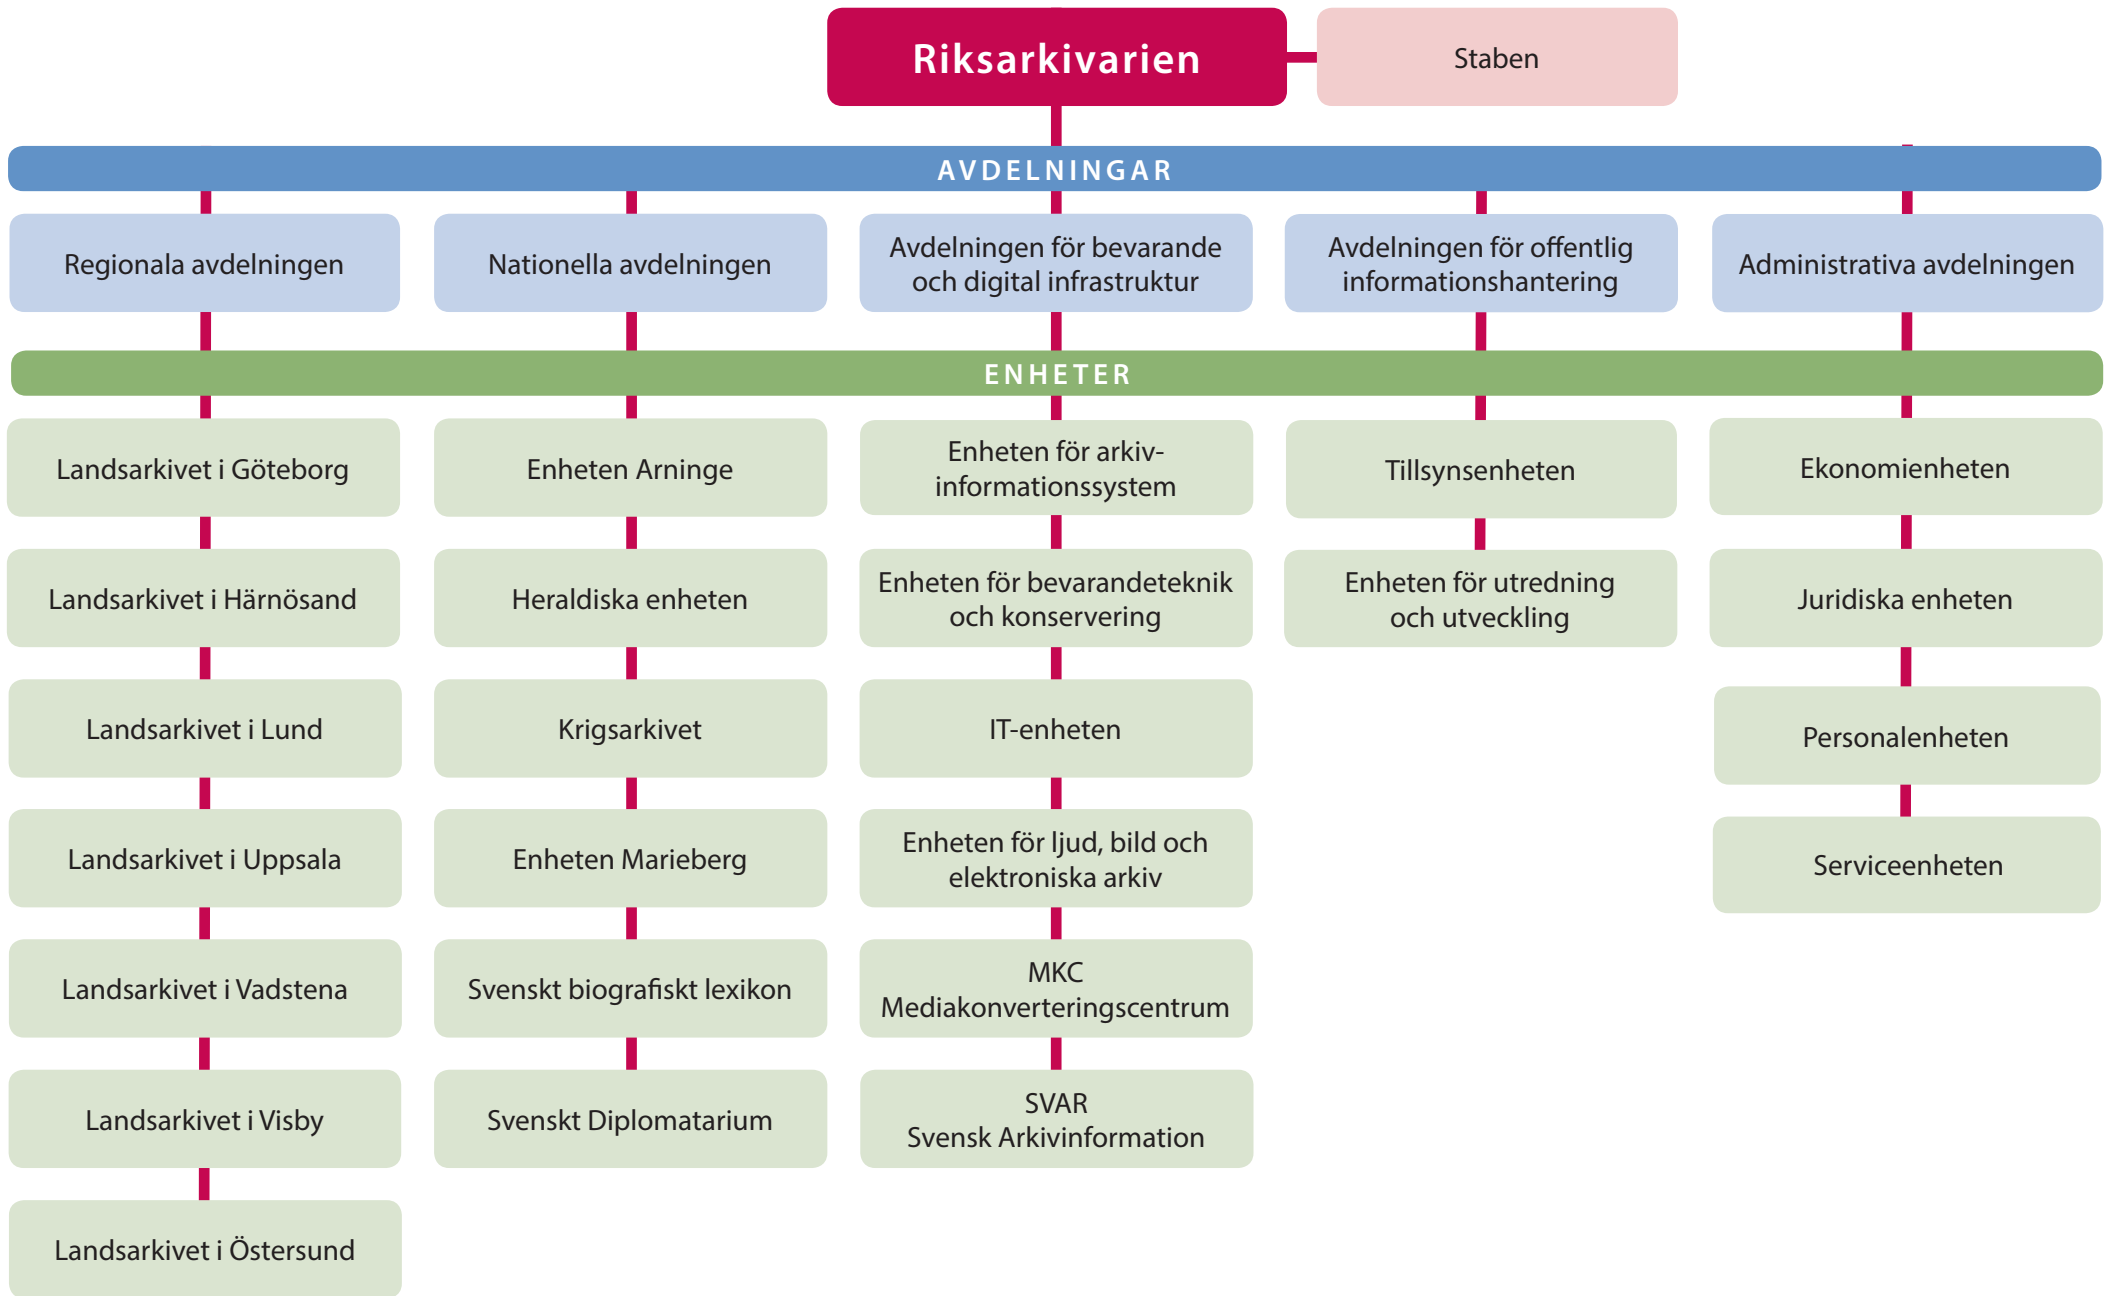 Riksarkivarien
Staben
AVDELNINGAR
Regionala avdelningen
Nationella avdelningen
Avdelningen för bevarande
och digital infrastruktur
Avdelningen för offentlig
informationshantering
Administrativa avdelningen
ENHETER
Landsarkivet i Göteborg
Landsarkivet i Härnösand
Landsarkivet i Lund
Landsarkivet i Uppsala
Landsarkivet i Vadstena
Landsarkivet i Visby
Landsarkivet i Östersund
Enheten Arninge
Heraldiska enheten
Krigsarkivet
Enheten Marieberg
Svenskt biografiskt lexikon
Svenskt Diplomatarium
Enheten för arkiv-
informationssystem
Enheten för bevarandeteknik
och konservering
IT-enheten
Enheten för ljud, bild och
elektroniska arkiv
MKC
Mediakonverteringscentrum
SVAR
Svensk Arkivinformation
Tillsynsenheten
Enheten för utredning
och utveckling
Ekonomienheten
Juridiska enheten
Personalenheten
Serviceenheten